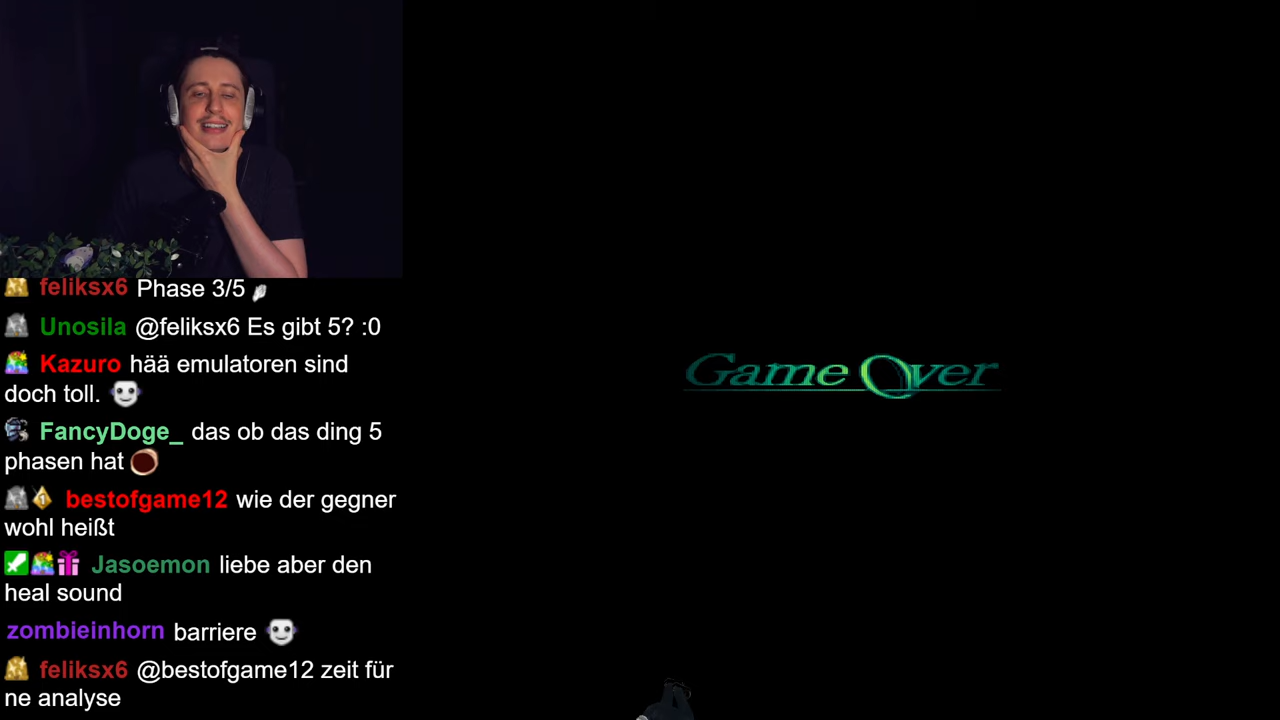 feliksx6 Phase 3/5
Unosila @feliksx6 Es gibt 5? :0
Kazuro hää emulatoren sind
doch toll.
FancyDoge_ das ob das ding 5
phasen hat
bestofgame12 wie der gegner
wohl heißt
Jasoemon liebe aber den
heal sound
zombieinhorn barriere
feliksx6 @bestofgame12 zeit für
ne analyse
Game Over